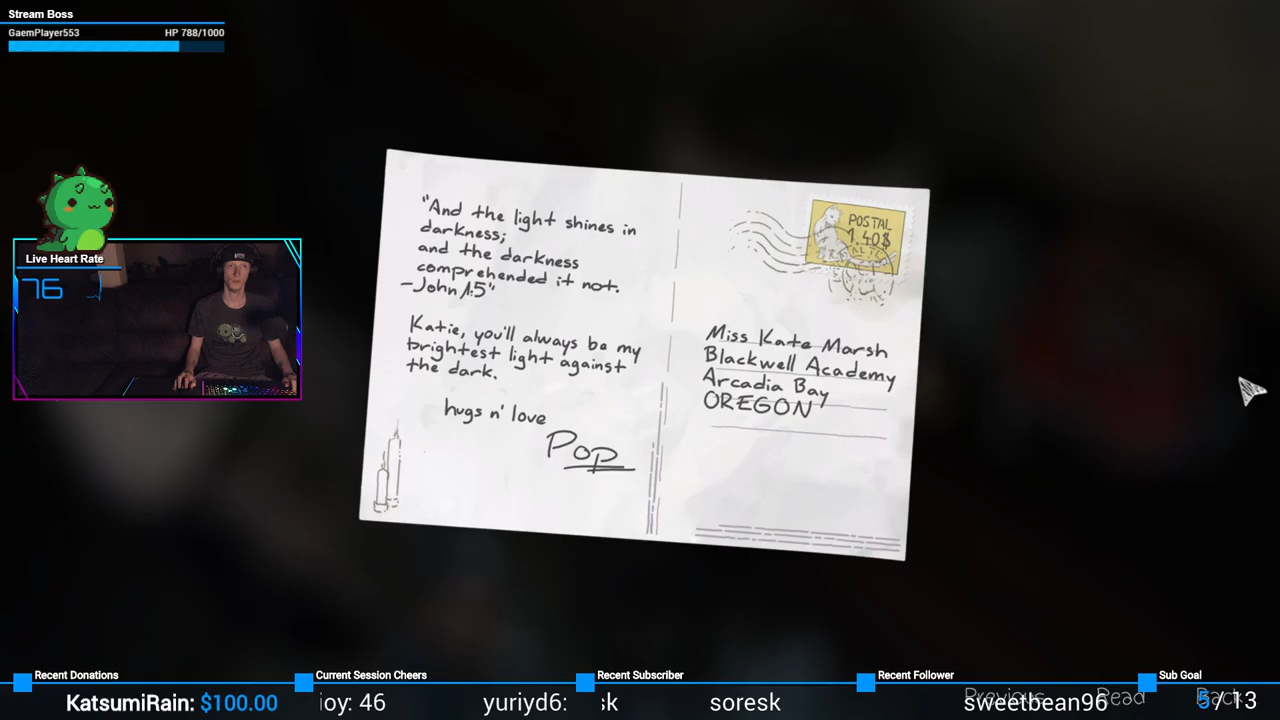 Stream Boss
GaemPlayer553
HP 788/1000
Live Heart Rate
76
"And the light shines in
darkness;
and the darkness
comprehended it not.
-John 1:5"
Katie, you'll always be my
brightest light against
the dark.
hugs n' love
Pop
POSTAL
1.40$
Miss Kate Marsh
Blackwell Academy
Arcadia Bay
OREGON
Recent Donations
KatsumiRain: $100.00
Current Session Cheers
ioy: 46
yuriyd6:
Recent Subscriber
sk
soresk
Recent Follower
sweetbean96
Sub Goal
5 / 13
Previous
Read
Back